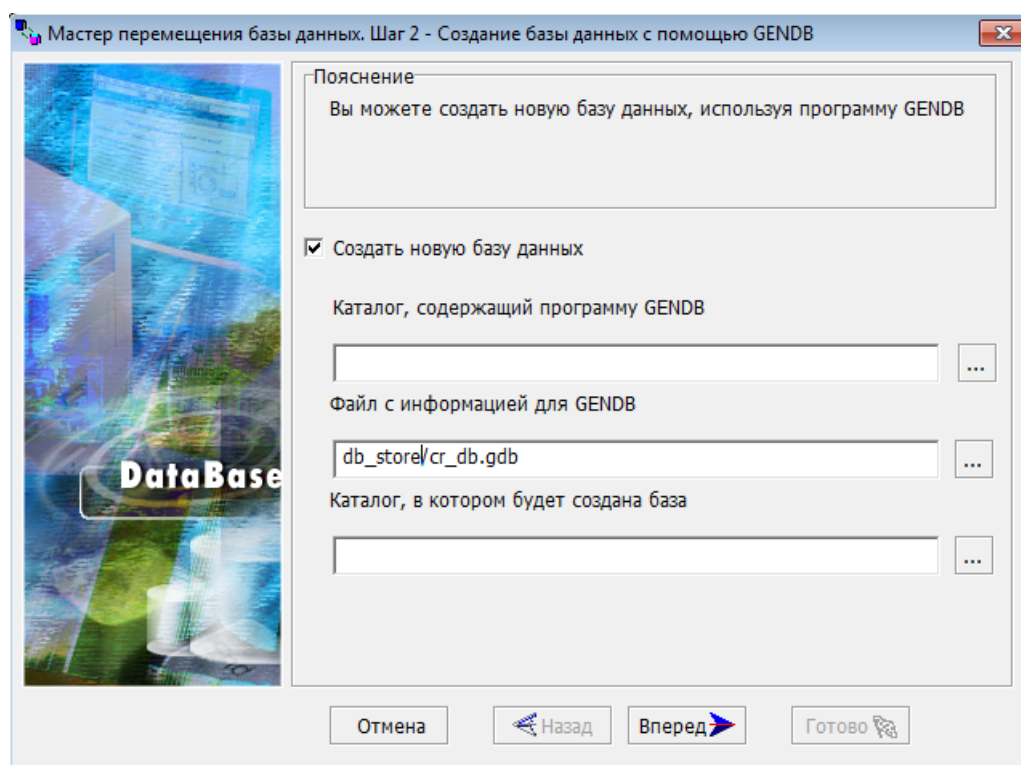 Мастер перемещения базы данных. Шаг 2 - Создание базы данных с помощью GENDB
Пояснение
Вы можете создать новую базу данных, используя программу GENDB
Создать новую базу данных
Каталог, содержащий программу GENDB
...
Файл с информацией для GENDB
db_store/cr_db.gdb
...
Каталог, в котором будет создана база
...
DataBase
Отмена
Назад
Вперед
Готово